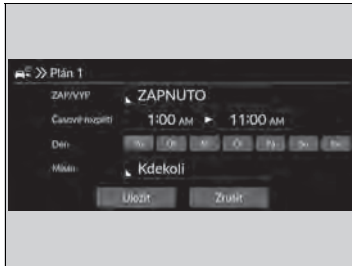 Plán 1
ZAP/VYP ZAPNUTO
Časové rozpětí 1:00 AM ► 11:00 AM
Den Po Út St Čt Pá So Ne
Místo Kdekoli
Uložit Zrušit